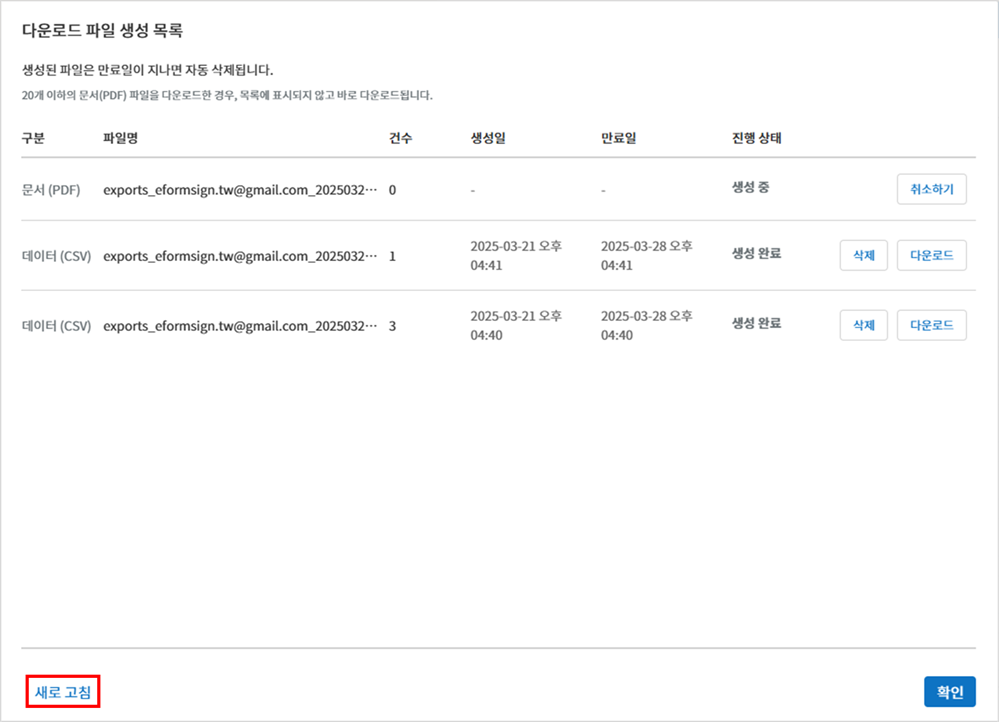 다운로드 파일 생성 목록
생성된 파일은 만료일이 지나면 자동 삭제됩니다.
20개 이하의 문서(PDF) 파일을 다운로드한 경우, 목록에 표시되지 않고 바로 다운로드됩니다.
구분 파일명 건수 생성일 만료일 진행 상태
문서 (PDF) exports_eformsign.tw@gmail.com_2025032··· 0 - - 생성 중 취소하기
데이터 (CSV) exports_eformsign.tw@gmail.com_2025032··· 1 2025-03-21 오후 04:41 2025-03-28 오후 04:41 생성 완료 삭제 다운로드
데이터 (CSV) exports_eformsign.tw@gmail.com_2025032··· 3 2025-03-21 오후 04:40 2025-03-28 오후 04:40 생성 완료 삭제 다운로드
새로 고침 확인